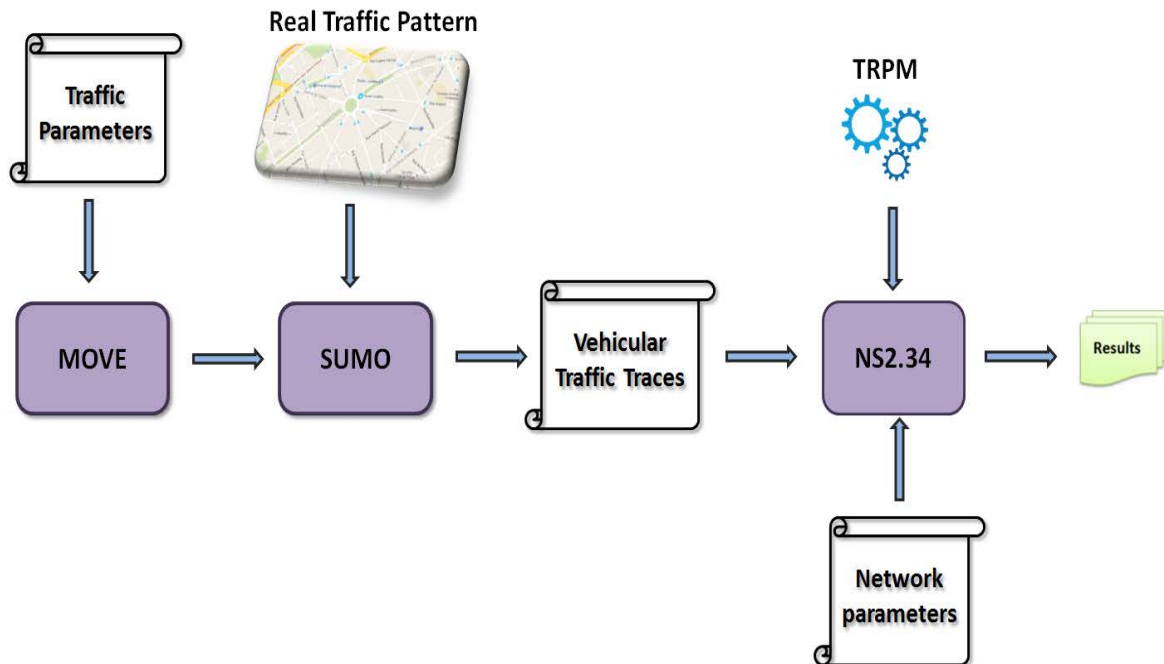 Real Traffic Pattern
Traffic
Parameters
TRPM
MOVE
SUMO
Vehicular
Traffic Traces
NS2.34
Results
Network
parameters